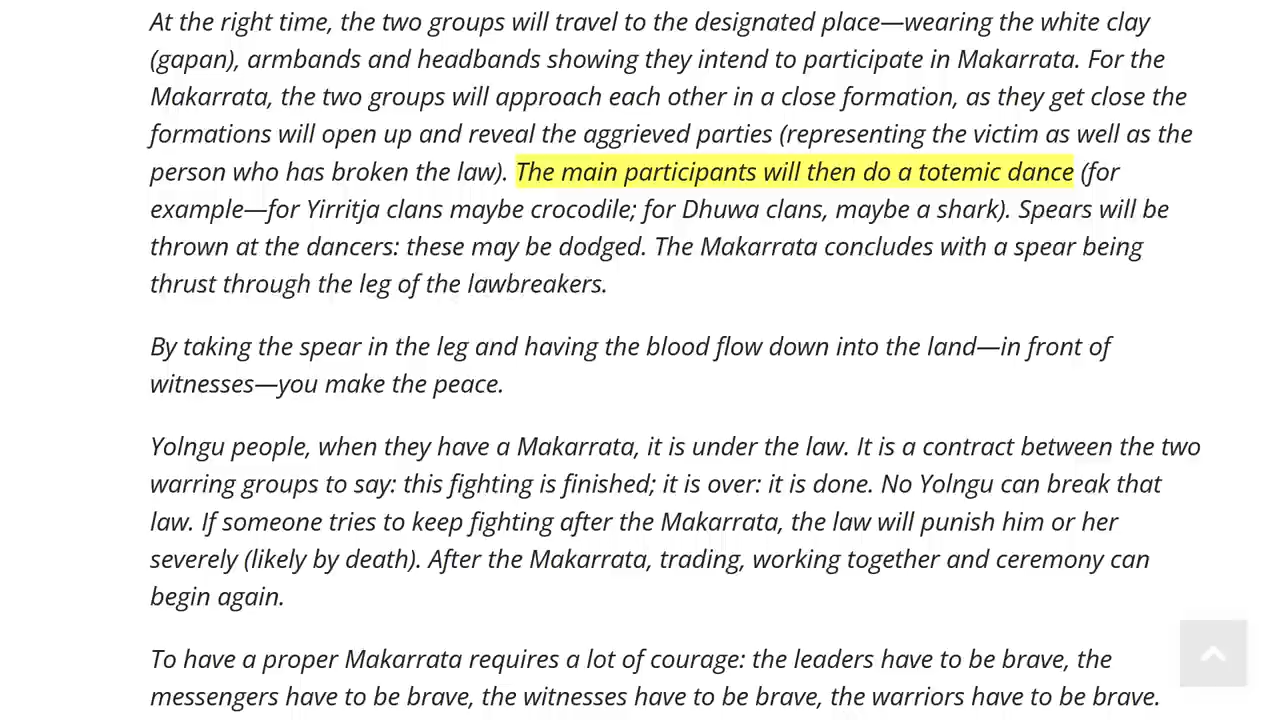 At the right time, the two groups will travel to the designated place—wearing the white clay
(gapan), armbands and headbands showing they intend to participate in Makarrata. For the
Makarrata, the two groups will approach each other in a close formation, as they get close the
formations will open up and reveal the aggrieved parties (representing the victim as well as the
person who has broken the law). The main participants will then do a totemic dance (for
example—for Yirritja clans maybe crocodile; for Dhuwa clans, maybe a shark). Spears will be
thrown at the dancers: these may be dodged. The Makarrata concludes with a spear being
thrust through the leg of the lawbreakers.
By taking the spear in the leg and having the blood flow down into the land—in front of
witnesses—you make the peace.
Yolngu people, when they have a Makarrata, it is under the law. It is a contract between the two
warring groups to say: this fighting is finished; it is over: it is done. No Yolngu can break that
law. If someone tries to keep fighting after the Makarrata, the law will punish him or her
severely (likely by death). After the Makarrata, trading, working together and ceremony can
begin again.
To have a proper Makarrata requires a lot of courage: the leaders have to be brave, the
messengers have to be brave, the witnesses have to be brave, the warriors have to be brave.